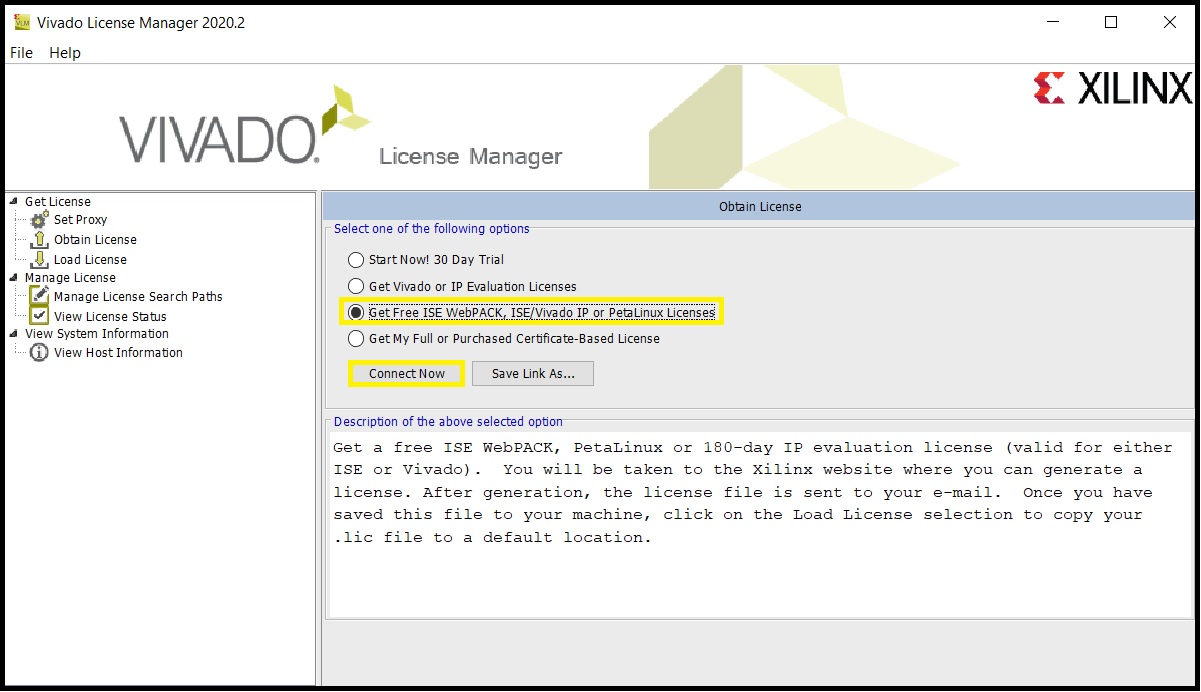 VLM Vivado License Manager 2020.2
File Help
VIVADO. License Manager
XILINX
Get License
Set Proxy
Obtain License
Load License
Manage License
Manage License Search Paths
View License Status
View System Information
View Host Information
Obtain License
Select one of the following options
Start Now! 30 Day Trial
Get Vivado or IP Evaluation Licenses
Get Free ISE WebPACK, ISE/Vivado IP or PetaLinux Licenses
Get My Full or Purchased Certificate-Based License
Connect Now Save Link As...
Description of the above selected option
Get a free ISE WebPACK, PetaLinux or 180-day IP evaluation license (valid for either
ISE or Vivado).  You will be taken to the Xilinx website where you can generate a
license. After generation, the license file is sent to your e-mail.  Once you have
saved this file to your machine, click on the Load License selection to copy your
.lic file to a default location.